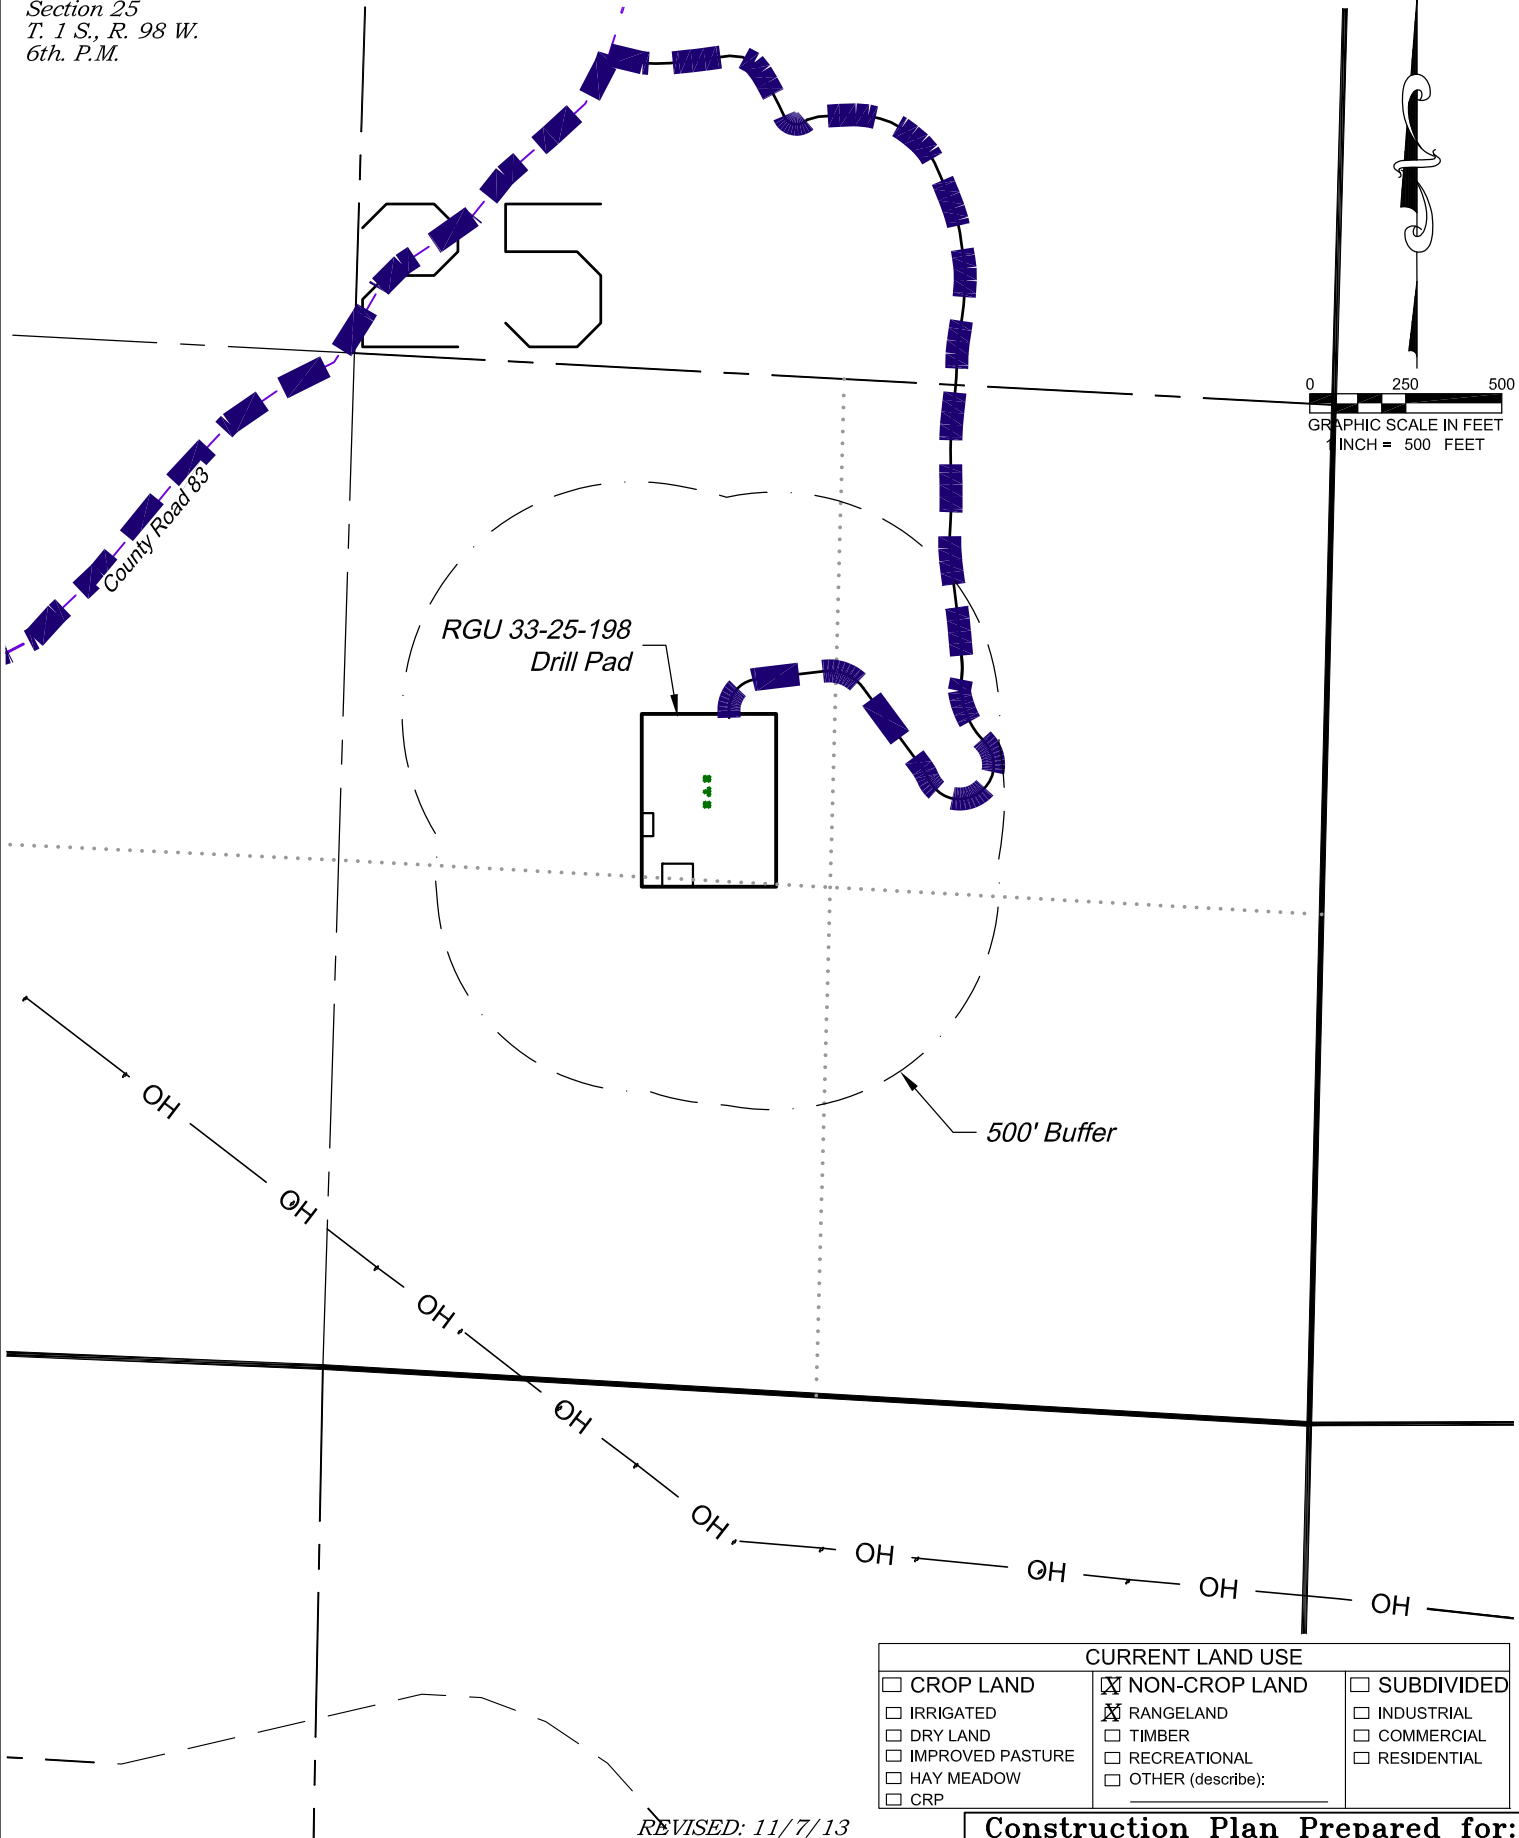 Section 25
T. 1 S., R. 98 W.
6th. P.M.
25
0 250 500
GRAPHIC SCALE IN FEET
1 INCH = 500 FEET
County Road 83
RGU 33-25-198
Drill Pad
500' Buffer
OH
OH
OH
OH
OH
OH
OH
OH
OH
CURRENT LAND USE
CROP LAND
IRRIGATED
DRY LAND
IMPROVED PASTURE
HAY MEADOW
CRP
X NON-CROP LAND
X RANGELAND
TIMBER
RECREATIONAL
OTHER (describe):
SUBDIVIDED
INDUSTRIAL
COMMERCIAL
RESIDENTIAL
REVISED: 11/7/13
Construction Plan Prepared for: